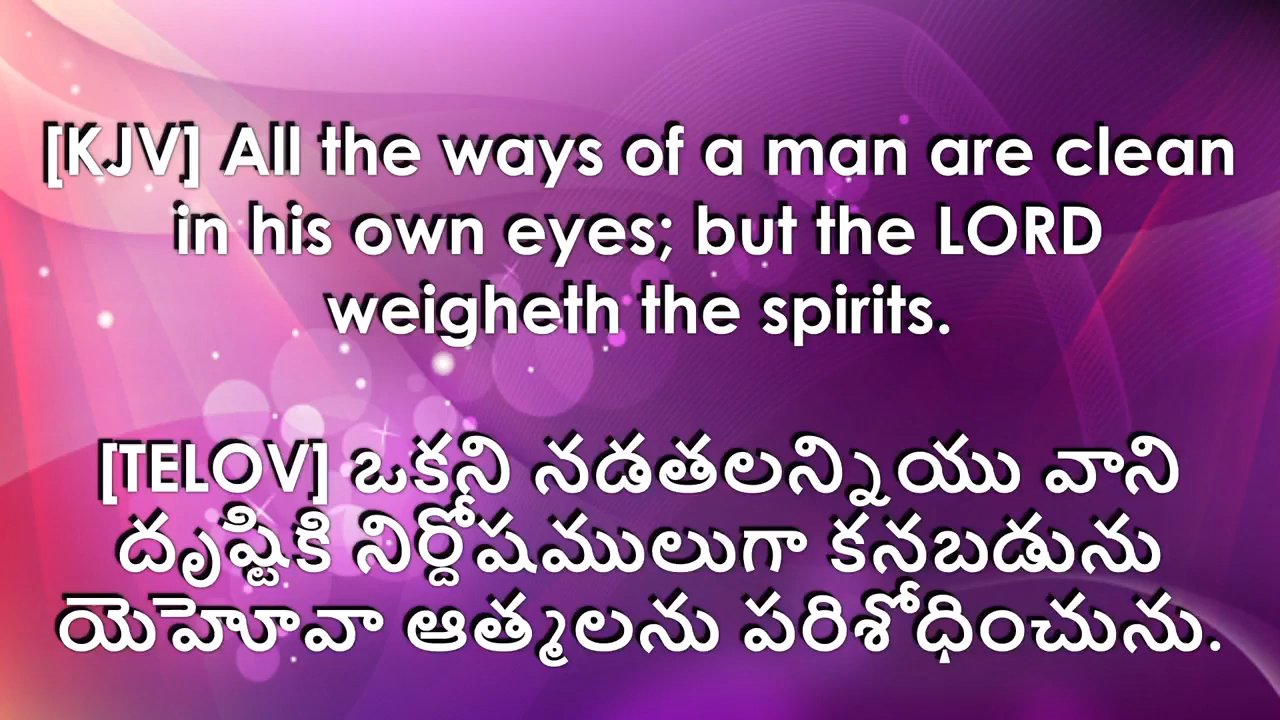 [KJV] All the ways of a man are clean
in his own eyes; but the LORD
weigheth the spirits.
[TELOV] ఒకని నడతలన్నియు వాని
దృష్టికి నిర్దోషములుగా కనబడును
యెహోవా ఆత్మలను పరిశోధించును.